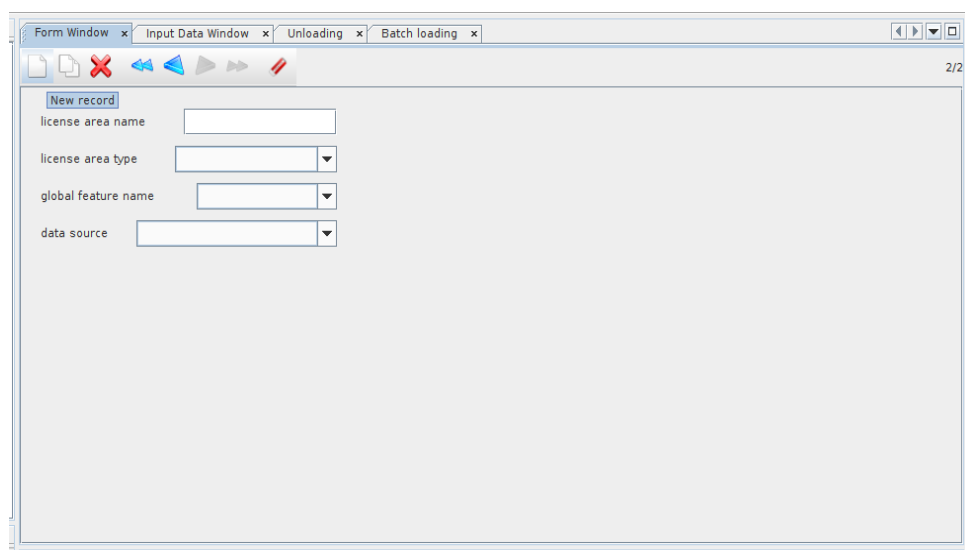 Form Window x Input Data Window x Unloading x Batch loading x
2/2
New record
license area name
license area type
global feature name
data source